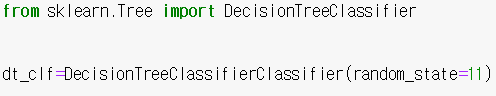 from sklearn.Tree import DecisionTreeClassifier
dt_clf=DecisionTreeClassifierClassifier(random_state=11)